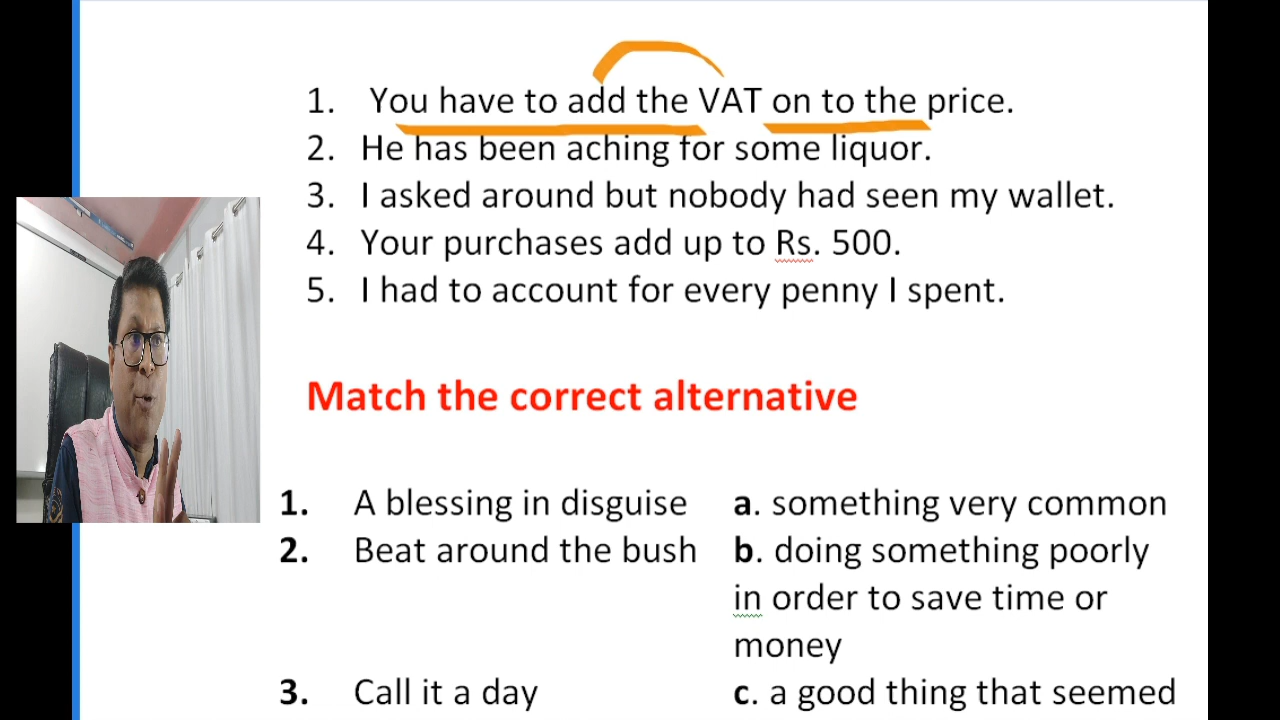 1. You have to add the VAT on to the price.
2. He has been aching for some liquor.
3. I asked around but nobody had seen my wallet.
4. Your purchases add up to Rs. 500.
5. I had to account for every penny I spent.
Match the correct alternative
1. A blessing in disguise a. something very common
2. Beat around the bush b. doing something poorly
in order to save time or
money
3. Call it a day c. a good thing that seemed